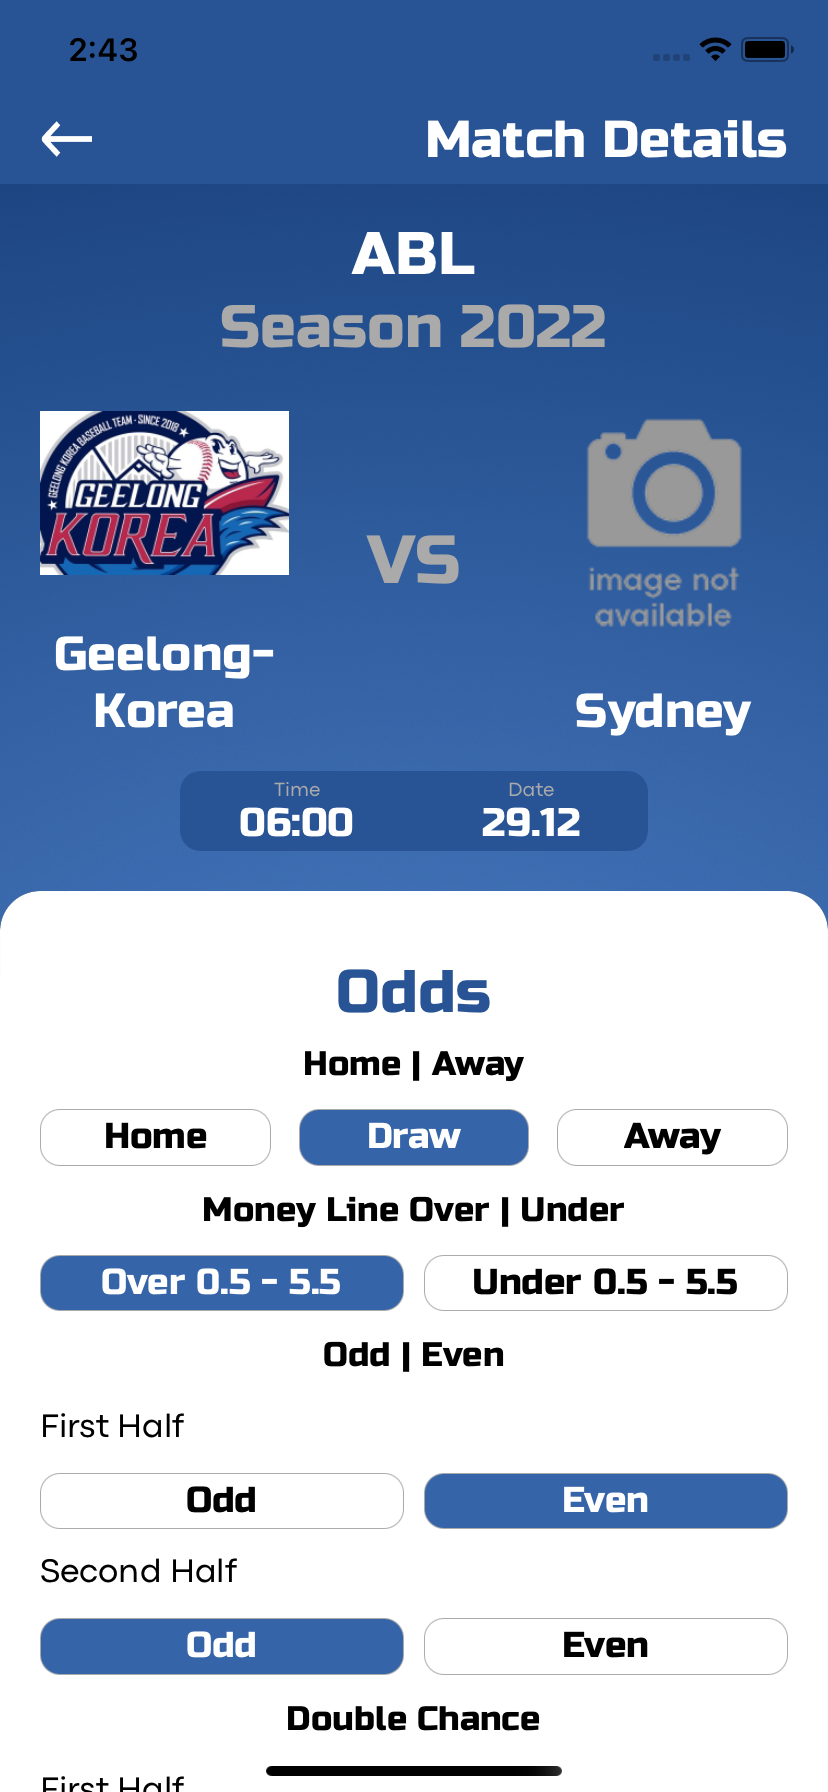 2:43
Match Details
ABL
Season 2022
GEELONG KOREA BASEBALL TEAM - SINCE 2018
GEELONG
KOREA
VS
image not
available
Geelong-
Korea
Sydney
Time
Date
06:00
29.12
Odds
Home | Away
Home
Draw
Away
Money Line Over | Under
Over 0.5 - 5.5
Under 0.5 - 5.5
Odd | Even
First Half
Odd
Even
Second Half
Odd
Even
Double Chance
First Half